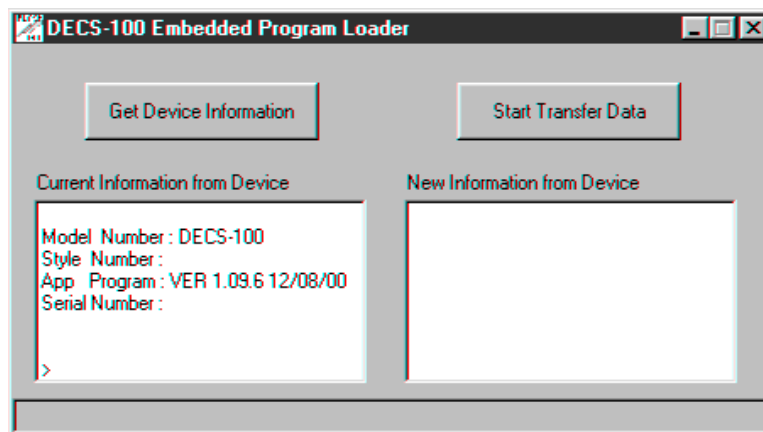 DECS-100 Embedded Program Loader
Get Device Information
Start Transfer Data
Current Information from Device
New Information from Device
Model Number : DECS-100
Style Number :
App Program : VER 1.09.6 12/08/00
Serial Number :
>